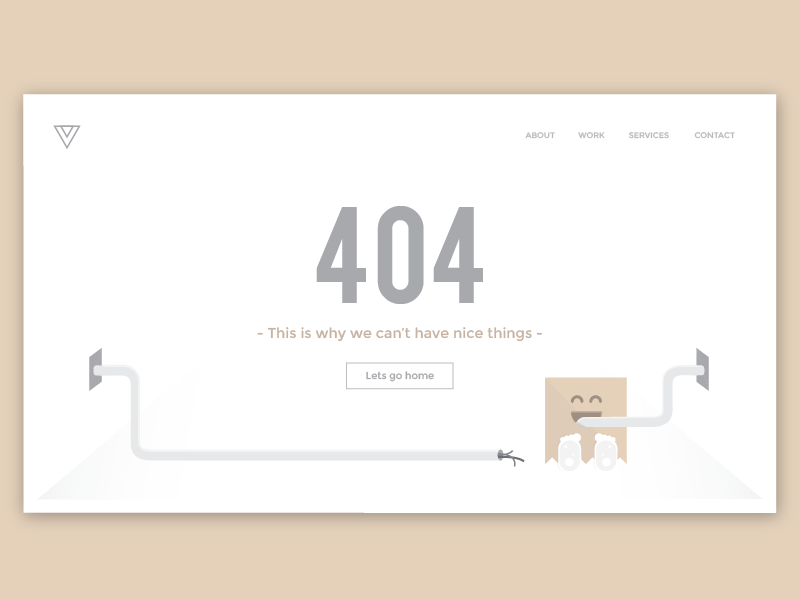 ABOUT WORK SERVICES CONTACT
404
- This is why we can't have nice things -
Lets go home